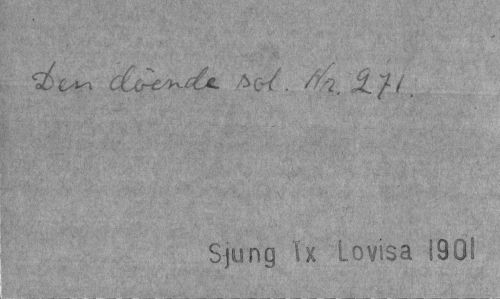 Den döende sol. Nr. 271.
Sjung Ix Lovisa 1901